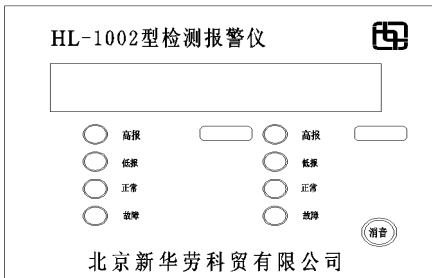 HL-1002型检测报警仪
高报 高报
低报 低报
正常 正常
故障 故障
消音
北京新华劳科贸有限公司